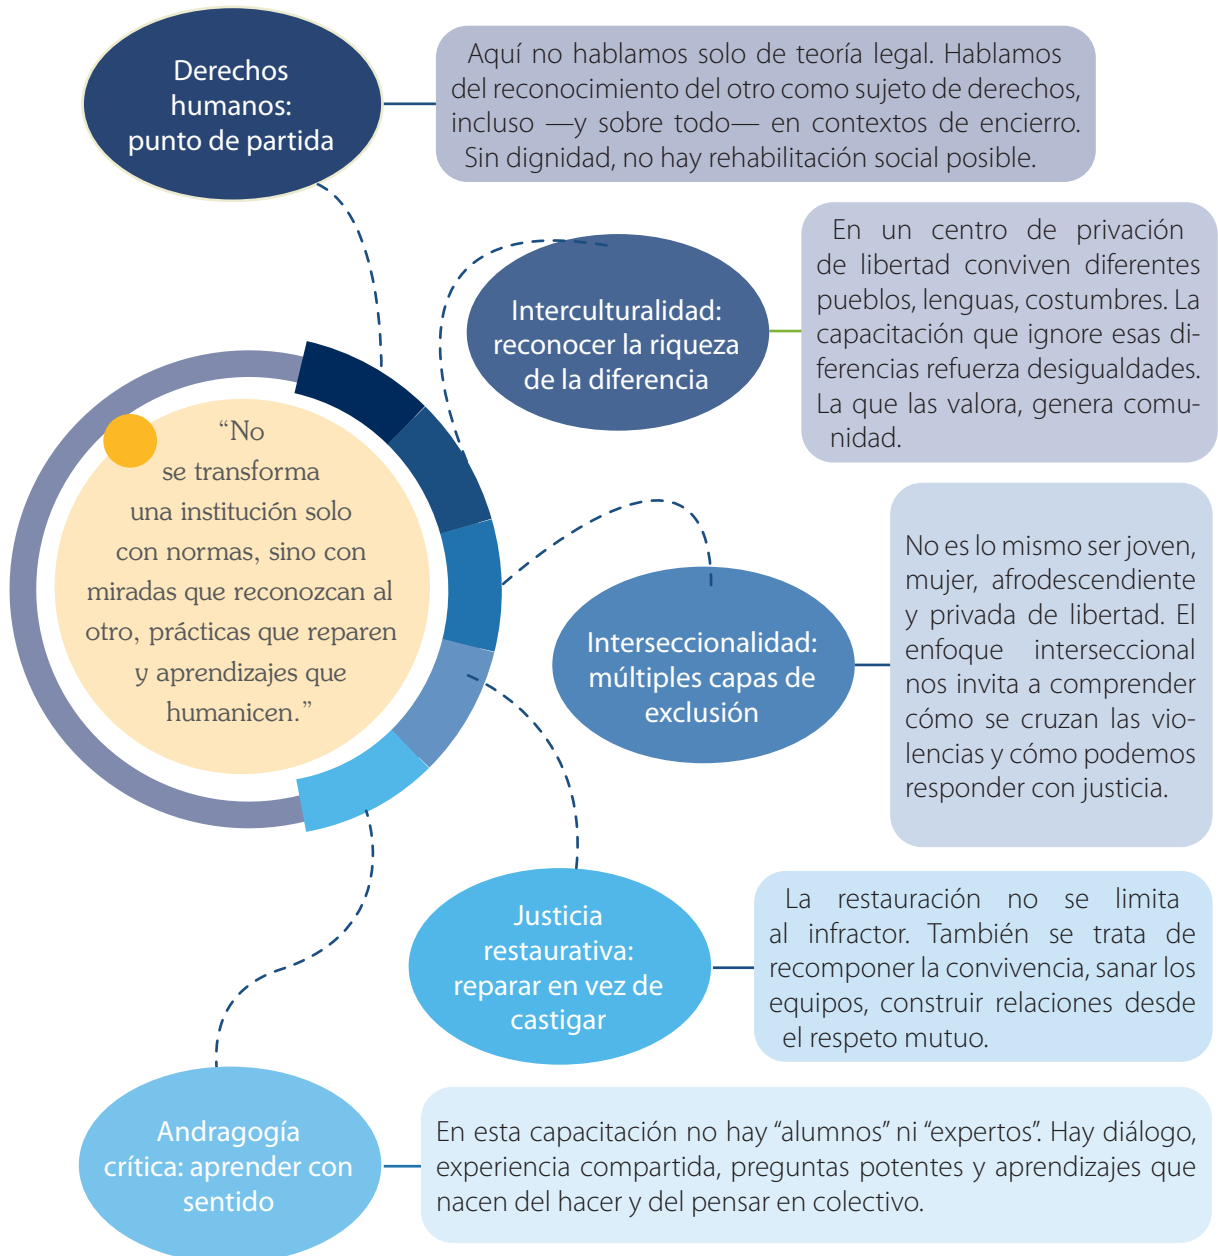 Derechos
humanos:
punto de partida
Aquí no hablamos solo de teoría legal. Hablamos
del reconocimiento del otro como sujeto de derechos,
incluso —y sobre todo— en contextos de encierro.
Sin dignidad, no hay rehabilitación social posible.
Interculturalidad:
reconocer la riqueza
de la diferencia
En un centro de privación
de libertad conviven diferentes
pueblos, lenguas, costumbres. La
capacitación que ignore esas di-
ferencias refuerza desigualdades.
La que las valora, genera comu-
nidad.
“No
se transforma
una institución solo
con normas, sino con
miradas que reconozcan al
otro, prácticas que reparen
y aprendizajes que
humanicen.”
Interseccionalidad:
múltiples capas de
exclusión
No es lo mismo ser joven,
mujer, afrodescendiente
y privada de libertad. El
enfoque interseccional
nos invita a comprender
cómo se cruzan las vio-
lencias y cómo podemos
responder con justicia.
Justicia
restaurativa:
reparar en vez de
castigar
La restauración no se limita
al infractor. También se trata de
recomponer la convivencia, sanar los
equipos, construir relaciones desde
el respeto mutuo.
Andragogía
crítica: aprender con
sentido
En esta capacitación no hay “alumnos” ni “expertos”. Hay diálogo,
experiencia compartida, preguntas potentes y aprendizajes que
nacen del hacer y del pensar en colectivo.